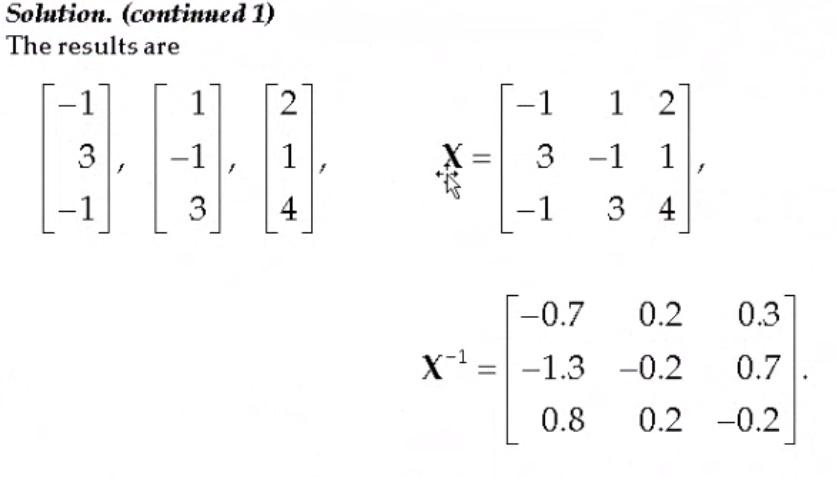 Solution. (continued 1)
The results are
[−1 3 −1], [1 −1 3], [2 1 4],
X = [−1 1 2
3 −1 1
−1 3 4],
X⁻¹ = [−0.7 0.2 0.3
−1.3 −0.2 0.7
0.8 0.2 −0.2].